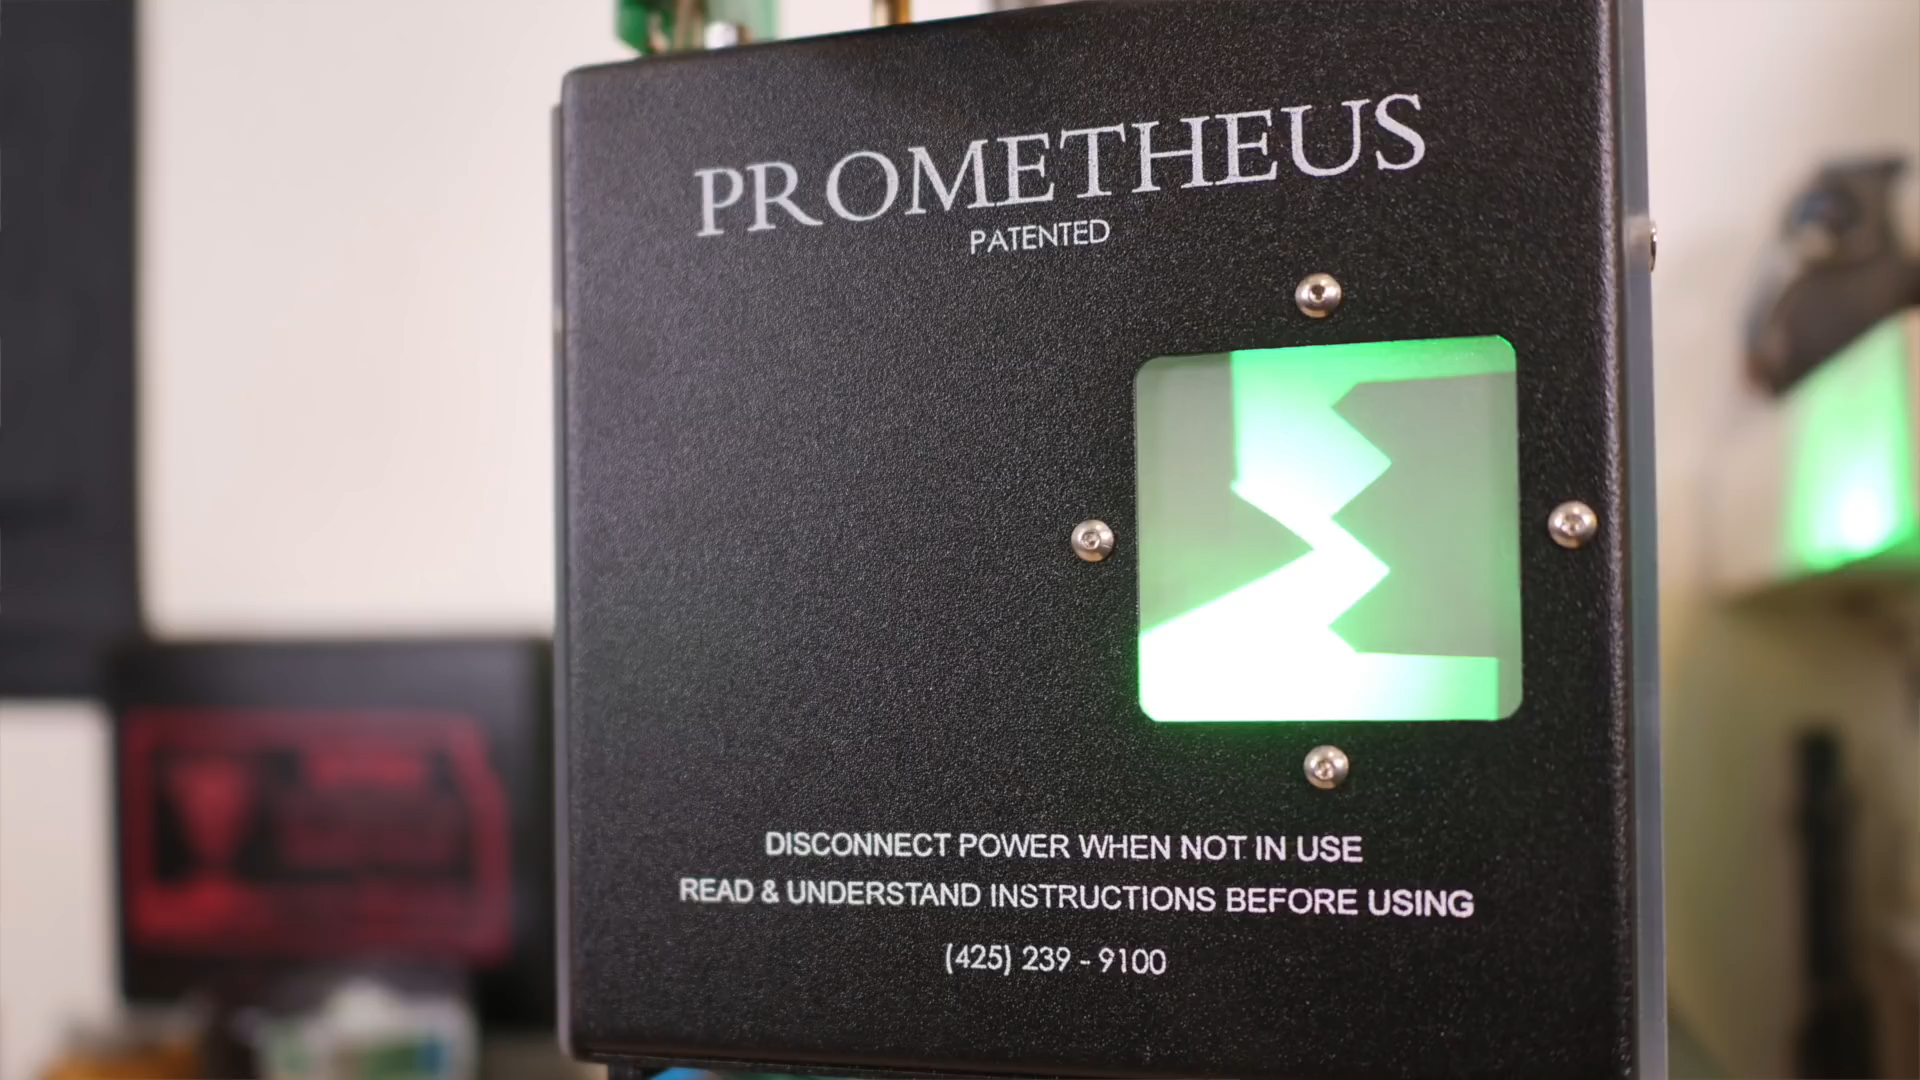 PROMETHEUS
PATENTED
DISCONNECT POWER WHEN NOT IN USE
READ & UNDERSTAND INSTRUCTIONS BEFORE USING
(425) 239 - 9100